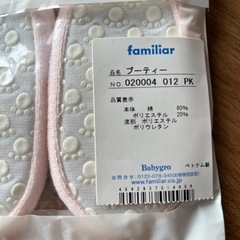 familiar
品名 ブーティー
NO. 020004 012 PK
品質表示
本体 綿 80%
ポリエステル 20%
ポリエステル
ポリウレタン
Babygro
ベトナム製
www.familiar.co.jp